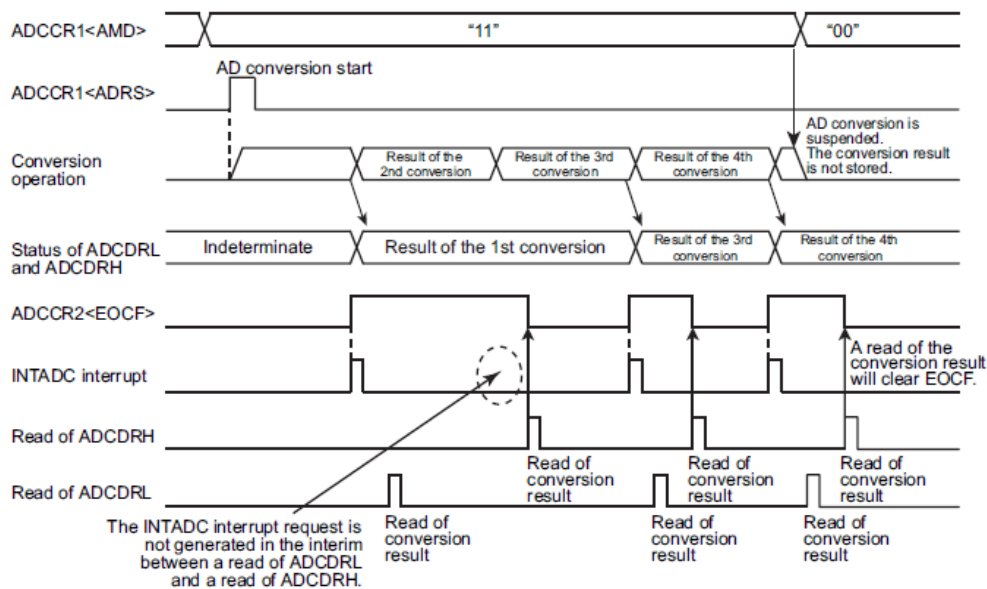 ADCCR1<AMD>
"11"
"00"
AD conversion start
ADCCR1<ADRS>
AD conversion is
suspended.
The conversion result
is not stored.
Conversion
operation
Result of the
2nd conversion
Result of the 3rd
conversion
Result of the 4th
conversion
Status of ADCDRL
and ADCDRH
Indeterminate
Result of the 1st conversion
Result of the 3rd
conversion
Result of the 4th
conversion
ADCCR2<EOCF>
A read of the
conversion result
will clear EOCF.
INTADC interrupt
Read of ADCDRH
Read of
conversion
result
Read of
conversion
result
Read of
conversion
result
Read of ADCDRL
Read of
conversion
result
Read of
conversion
result
Read of
conversion
result
The INTADC interrupt request is
not generated in the interim
between a read of ADCDRL
and a read of ADCDRH.